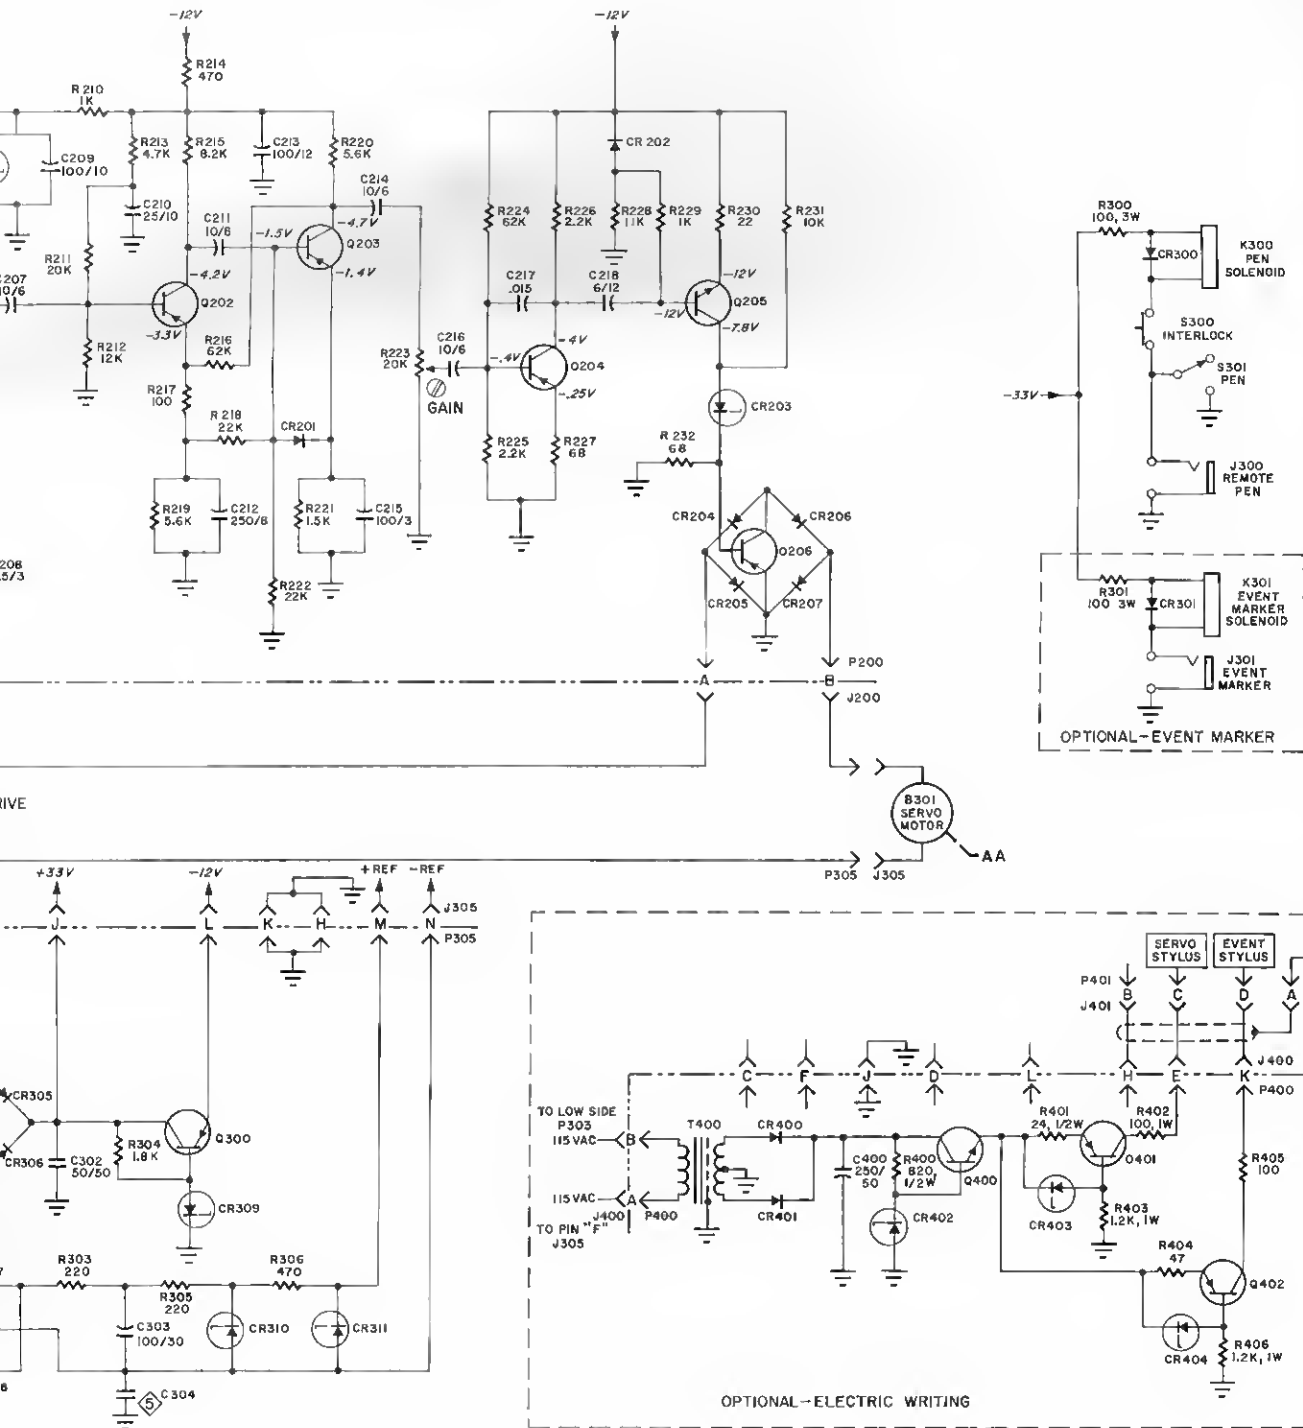 -12V
-12V
R214
470
R210
1K
R213
4.7K
R215
8.2K
C213
100/12
R220
5.6K
CR 202
C209
100/10
C214
10/6
C210
25/10
C211
10/6
-4.7V
-1.5V
Q203
-1.4V
R224
62K
R226
2.2K
R228
11K
R229
1K
R230
22
R231
10K
R300
100, 3W
CR300
K300
PEN
SOLENOID
R211
20K
-4.2V
Q202
-3.3V
C217
.015
C218
6/12
-12V
Q205
-12V
-7.8V
S300
INTERLOCK
S301
PEN
R212
12K
R216
62K
R223
20K
GAIN
C216
10/6
-4V
-.4V
Q204
-.25V
R217
100
R 218
22K
CR201
CR203
-33V
R225
2.2K
R227
68
R 232
68
J300
REMOTE
PEN
R219
5.6K
C212
250/8
R221
1.5K
C215
100/3
CR204
CR206
Q206
CR205
CR207
R222
22K
R301
100 3W
CR301
K301
EVENT
MARKER
SOLENOID
P200
A
B
J200
J301
EVENT
MARKER
OPTIONAL-EVENT MARKER
B301
SERVO
MOTOR
AA
P305 J305
+33V
-12V
+REF
-REF
J305
J
L
K
H
M
N
P305
SERVO
STYLUS
EVENT
STYLUS
P401
B
C
D
A
J401
J400
C
F
J
D
L
H
E
K
P400
CR305
CR306
R304
1.8K
C302
50/50
Q300
CR309
TO LOW SIDE
P303
115 VAC
B
T400
CR400
C400
250/
50
R400
820,
1/2W
Q400
R401
24, 1/2W
R402
100, 1W
Q401
R405
100
115 VAC
A
J400 P400
TO PIN "F"
J305
CR401
CR402
CR403
R403
1.2K, 1W
R404
47
Q402
R303
220
R305
220
R306
470
C303
100/30
CR310
CR311
CR404
R406
1.2K, 1W
5
C304
OPTIONAL-ELECTRIC WRITING